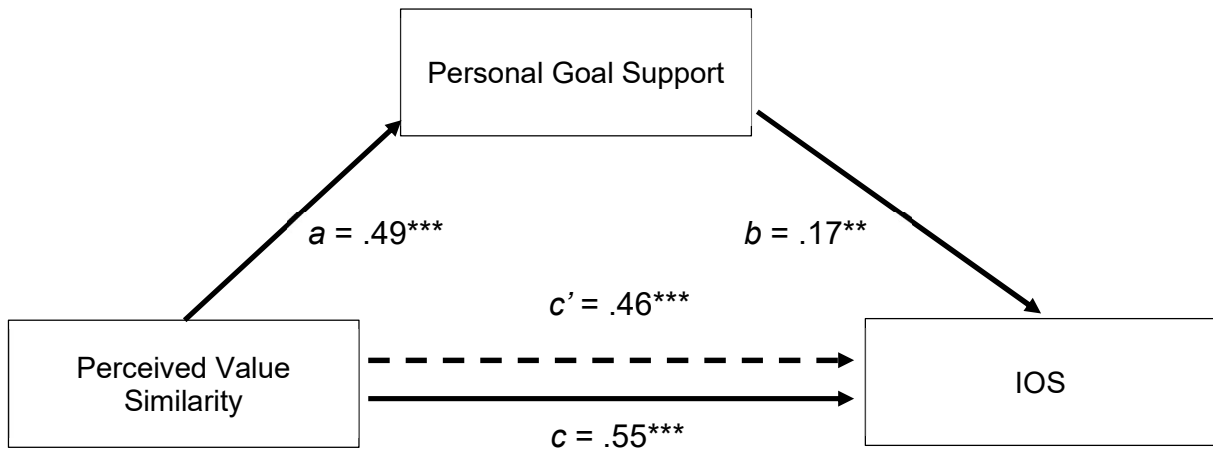 Personal Goal Support
a = .49***
b = .17**
c’ = .46***
Perceived Value
Similarity
IOS
c = .55***